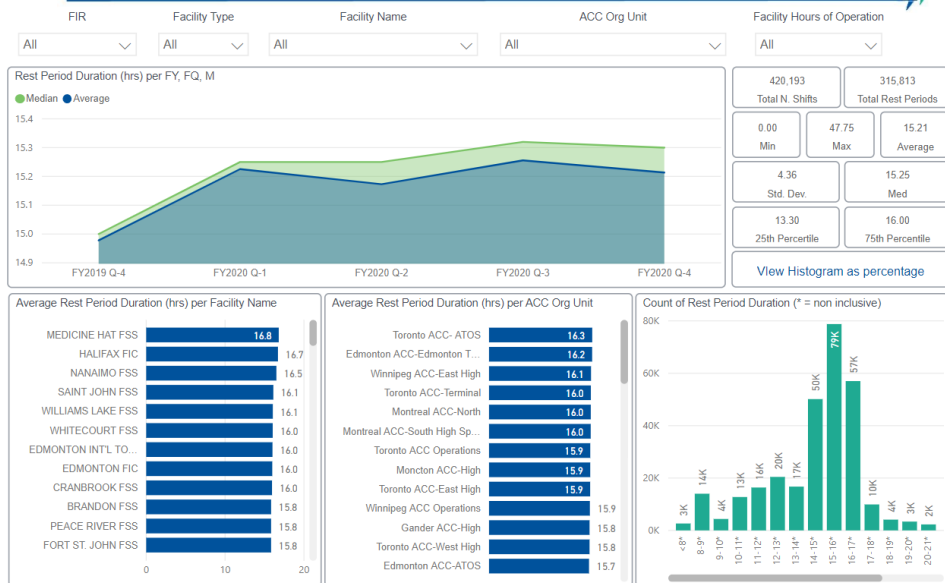 FIR Facility Type Facility Name ACC Org Unit Facility Hours of Operation
All All All All All
Rest Period Duration (hrs) per FY, FQ, M
Median Average
15.4
15.3
15.2
15.1
15.0
14.9
FY2019 Q-4 FY2020 Q-1 FY2020 Q-2 FY2020 Q-3 FY2020 Q-4
420,193 315,813
Total N. Shifts Total Rest Periods
0.00 47.75 15.21
Min Max Average
4.36 15.25
Std. Dev. Med
13.30 16.00
25th Percentile 75th Percentile
View Histogram as percentage
Average Rest Period Duration (hrs) per Facility Name
MEDICINE HAT FSS 16.8
HALIFAX FIC 16.7
NANAIMO FSS 16.5
SAINT JOHN FSS 16.1
WILLIAMS LAKE FSS 16.1
WHITECOURT FSS 16.0
EDMONTON INT'L TO... 16.0
EDMONTON FIC 16.0
CRANBROOK FSS 16.0
BRANDON FSS 15.8
PEACE RIVER FSS 15.8
FORT ST. JOHN FSS 15.8
0 10 20
Average Rest Period Duration (hrs) per ACC Org Unit
Toronto ACC- ATOS 16.3
Edmonton ACC-Edmonton T... 16.2
Winnipeg ACC-East High 16.1
Toronto ACC-Terminal 16.0
Montreal ACC-North 16.0
Montreal ACC-South High Sp... 16.0
Toronto ACC Operations 15.9
Moncton ACC-High 15.9
Toronto ACC-East High 15.9
Winnipeg ACC Operations 15.9
Gander ACC-High 15.8
Toronto ACC-West High 15.8
Edmonton ACC-ATOS 15.7
Count of Rest Period Duration (* = non inclusive)
80K
60K
40K
20K
0K
3K 14K 4K 13K 16K 20K 17K 50K 79K 57K 10K 4K 3K 2K
<8* 8-9* 9-10* 10-11* 11-12* 12-13* 13-14* 14-15* 15-16* 16-17* 17-18* 18-19* 19-20* 20-21*